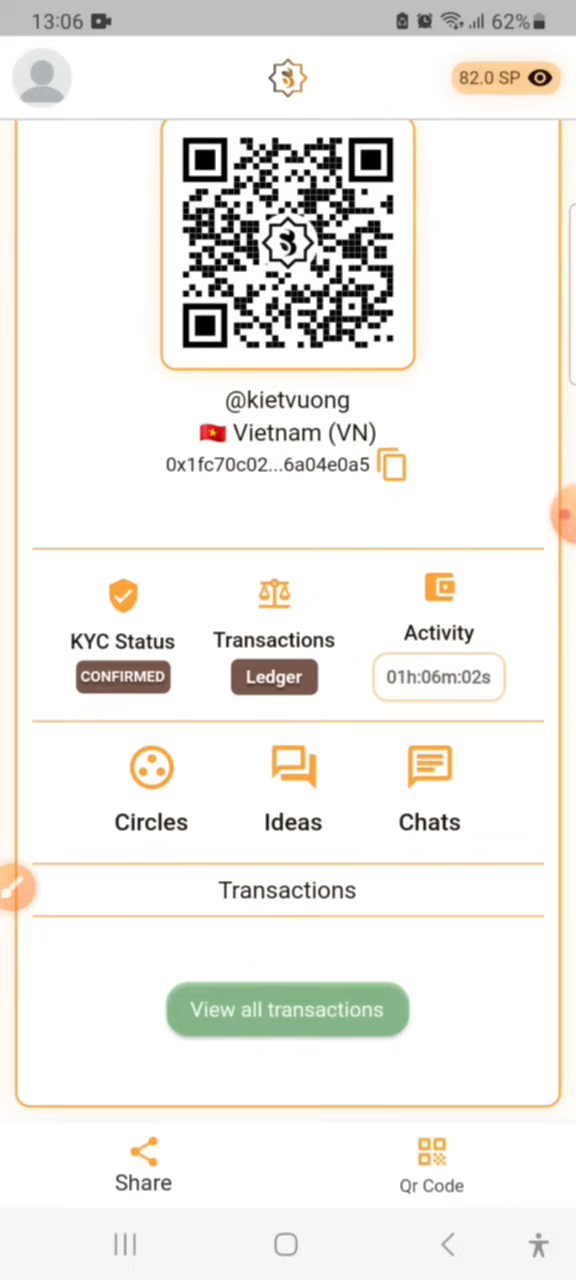 13:06 62%
82.0 SP
@kietvuong
Vietnam (VN)
0x1fc70c02...6a04e0a5
KYC Status Transactions Activity
CONFIRMED Ledger 01h:06m:02s
Circles Ideas Chats
Transactions
View all transactions
Share Qr Code